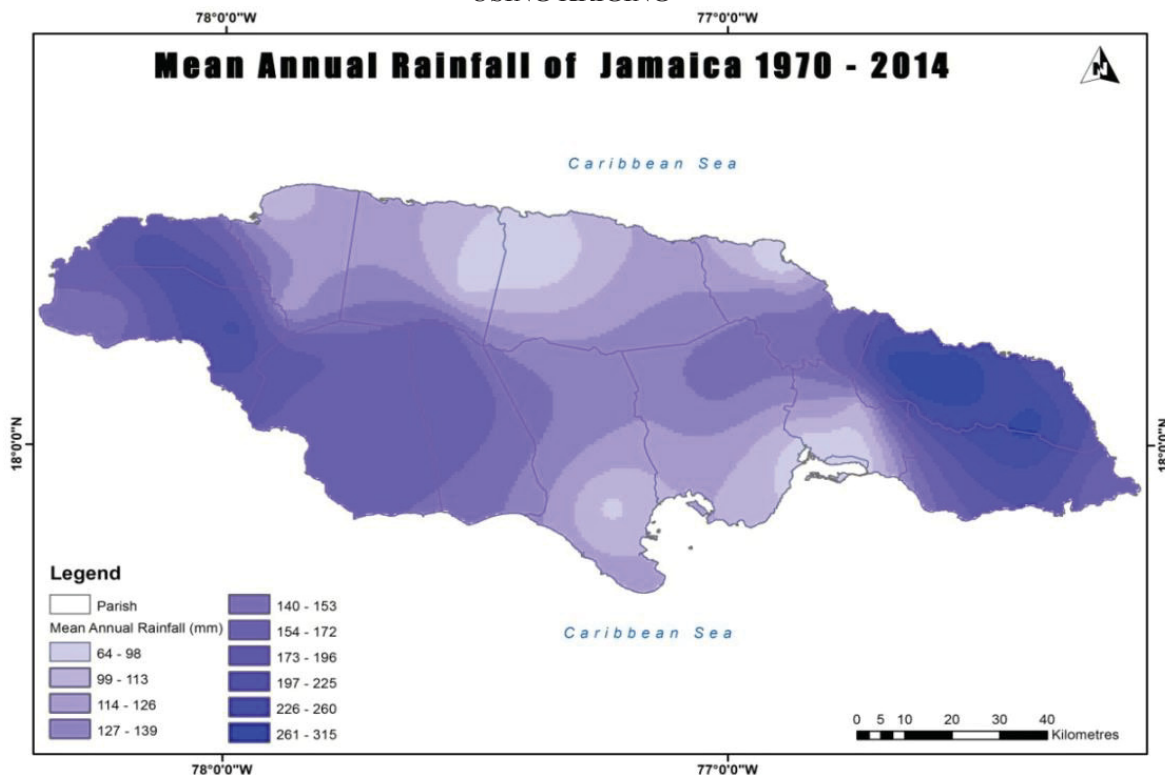 78°0'0"W 77°0'0"W
Mean Annual Rainfall of Jamaica 1970 - 2014
N
Caribbean Sea
18°0'0"N 18°0'0"N
Legend
Parish
Mean Annual Rainfall (mm)
64 - 98
99 - 113
114 - 126
127 - 139
140 - 153
154 - 172
173 - 196
197 - 225
226 - 260
261 - 315
Caribbean Sea
0 5 10 20 30 40
Kilometres
78°0'0"W 77°0'0"W